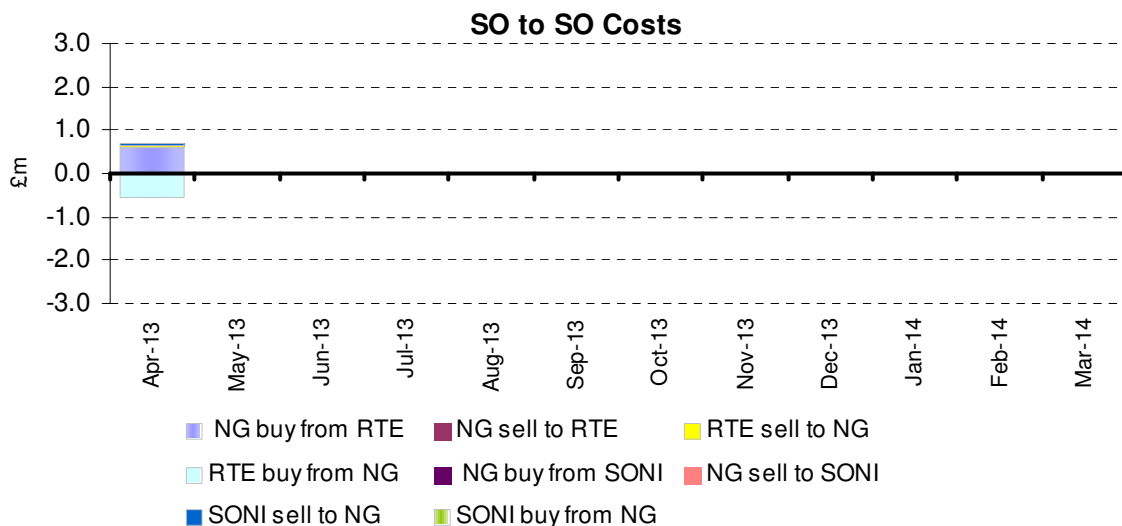 SO to SO Costs
3.0
2.0
1.0
0.0
-1.0
-2.0
-3.0
£m
Apr-13
May-13
Jun-13
Jul-13
Aug-13
Sep-13
Oct-13
Nov-13
Dec-13
Jan-14
Feb-14
Mar-14
NG buy from RTE
NG sell to RTE
RTE sell to NG
RTE buy from NG
NG buy from SONI
NG sell to SONI
SONI sell to NG
SONI buy from NG